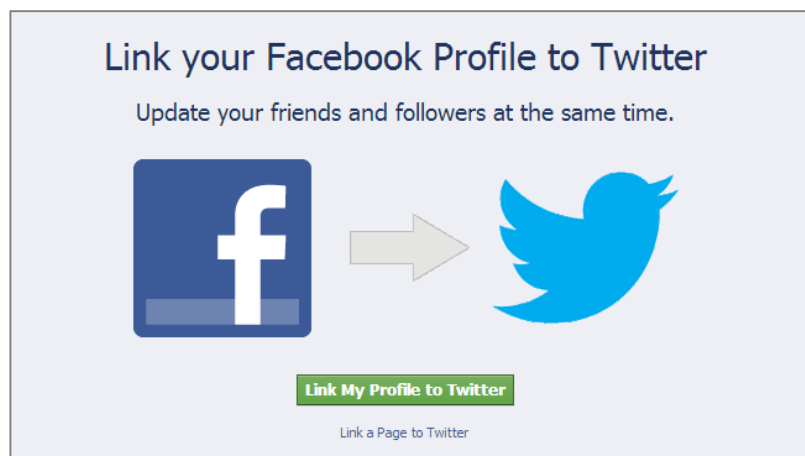 Link your Facebook Profile to Twitter
Update your friends and followers at the same time.
f
Link My Profile to Twitter
Link a Page to Twitter